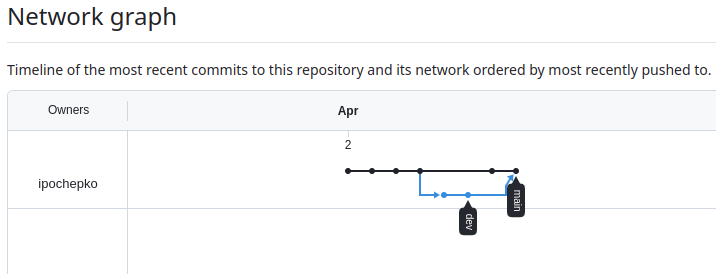 Network graph
Timeline of the most recent commits to this repository and its network ordered by most recently pushed to.
Owners
Apr
2
ipochepko
main
dev